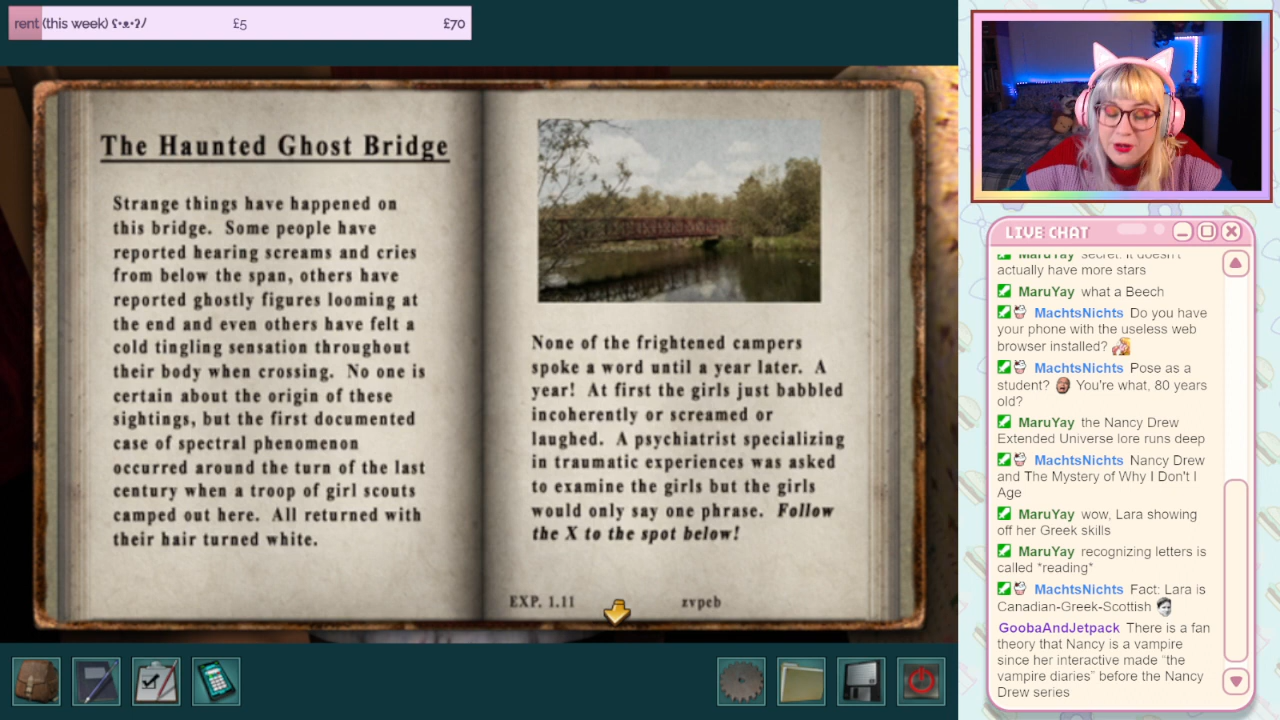 rent (this week) ʕ•ᴥ•ʔﾉ £5 £70
The Haunted Ghost Bridge
Strange things have happened on
this bridge. Some people have
reported hearing screams and cries
from below the span, others have
reported ghostly figures looming at
the end and even others have felt a
cold tingling sensation throughout
their body when crossing. No one is
certain about the origin of these
sightings, but the first documented
case of spectral phenomenon
occurred around the turn of the last
century when a troop of girl scouts
camped out here. All returned with
their hair turned white.
None of the frightened campers
spoke a word until a year later. A
year! At first the girls just babbled
incoherently or screamed or
laughed. A psychiatrist specializing
in traumatic experiences was asked
to examine the girls but the girls
would only say one phrase. Follow
the X to the spot below!
EXP. 1.11 zvpcb
LIVE CHAT
MaruYay secret: it doesn't
actually have more stars
MaruYay what a Beech
MachtsNichts Do you have
your phone with the useless web
browser installed?
MachtsNichts Pose as a
student? You're what, 80 years
old?
MaruYay the Nancy Drew
Extended Universe lore runs deep
MachtsNichts Nancy Drew
and The Mystery of Why I Don't I
Age
MaruYay wow, Lara showing
off her Greek skills
MaruYay recognizing letters is
called *reading*
MachtsNichts Fact: Lara is
Canadian-Greek-Scottish
GoobaAndJetpack There is a fan
theory that Nancy is a vampire
since her interactive made "the
vampire diaries" before the Nancy
Drew series